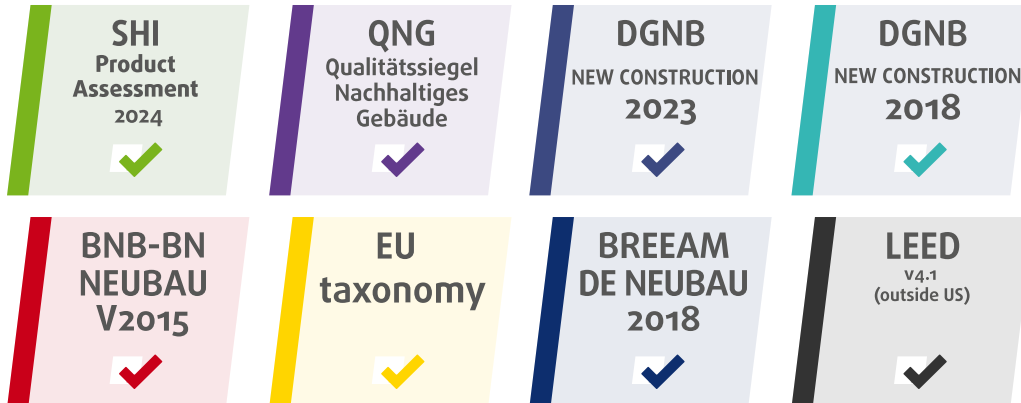 SHI
Product
Assessment
2024
QNG
Qualitätssiegel
Nachhaltiges
Gebäude
DGNB
NEW CONSTRUCTION
2023
DGNB
NEW CONSTRUCTION
2018
BNB-BN
NEUBAU
V2015
EU
taxonomy
BREEAM
DE NEUBAU
2018
LEED
v4.1
(outside US)